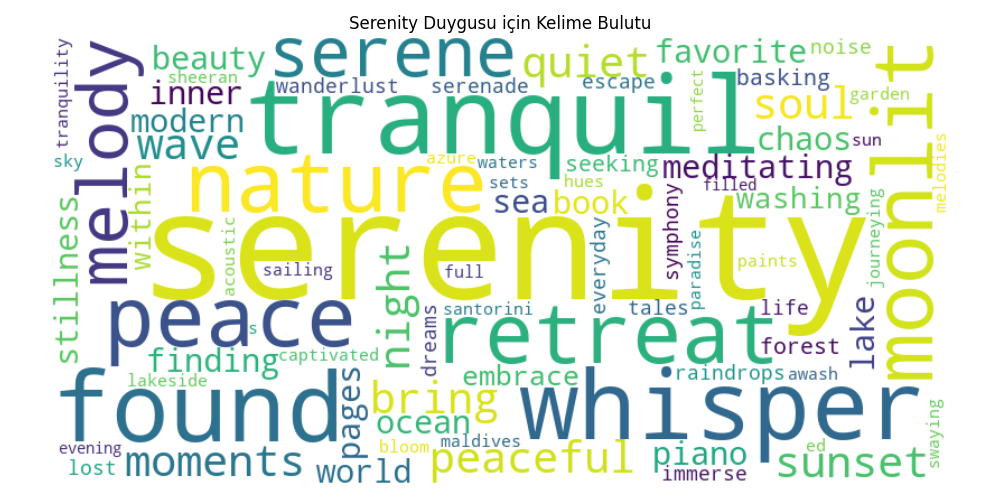 Serenity Duygusu için Kelime Bulutu
tranquility
melody
beauty
sheeran
serene
quiet
favorite
noise
moonlit
inner
wanderlust
serenade
escape
perfect
basking
garden
soul
modern
tranquil
wave
chaos
sun
sky
within
nature
azure
waters
seeking
meditating
melodies
sets
hues
filled
sea
book
washing
stillness
acoustic
serenity
symphony
journeying
everyday
paradise
sailing
full
paints
night
peace
dreams
santorini
tales
life
lake
s
retreat
forest
finding
captivated
lakeside
embrace
raindrops
awash
found
pages
bring
whisper
ocean
swaying
evening
bloom
maldives
lost
moments
world
peaceful
piano
immerse
ed
sunset